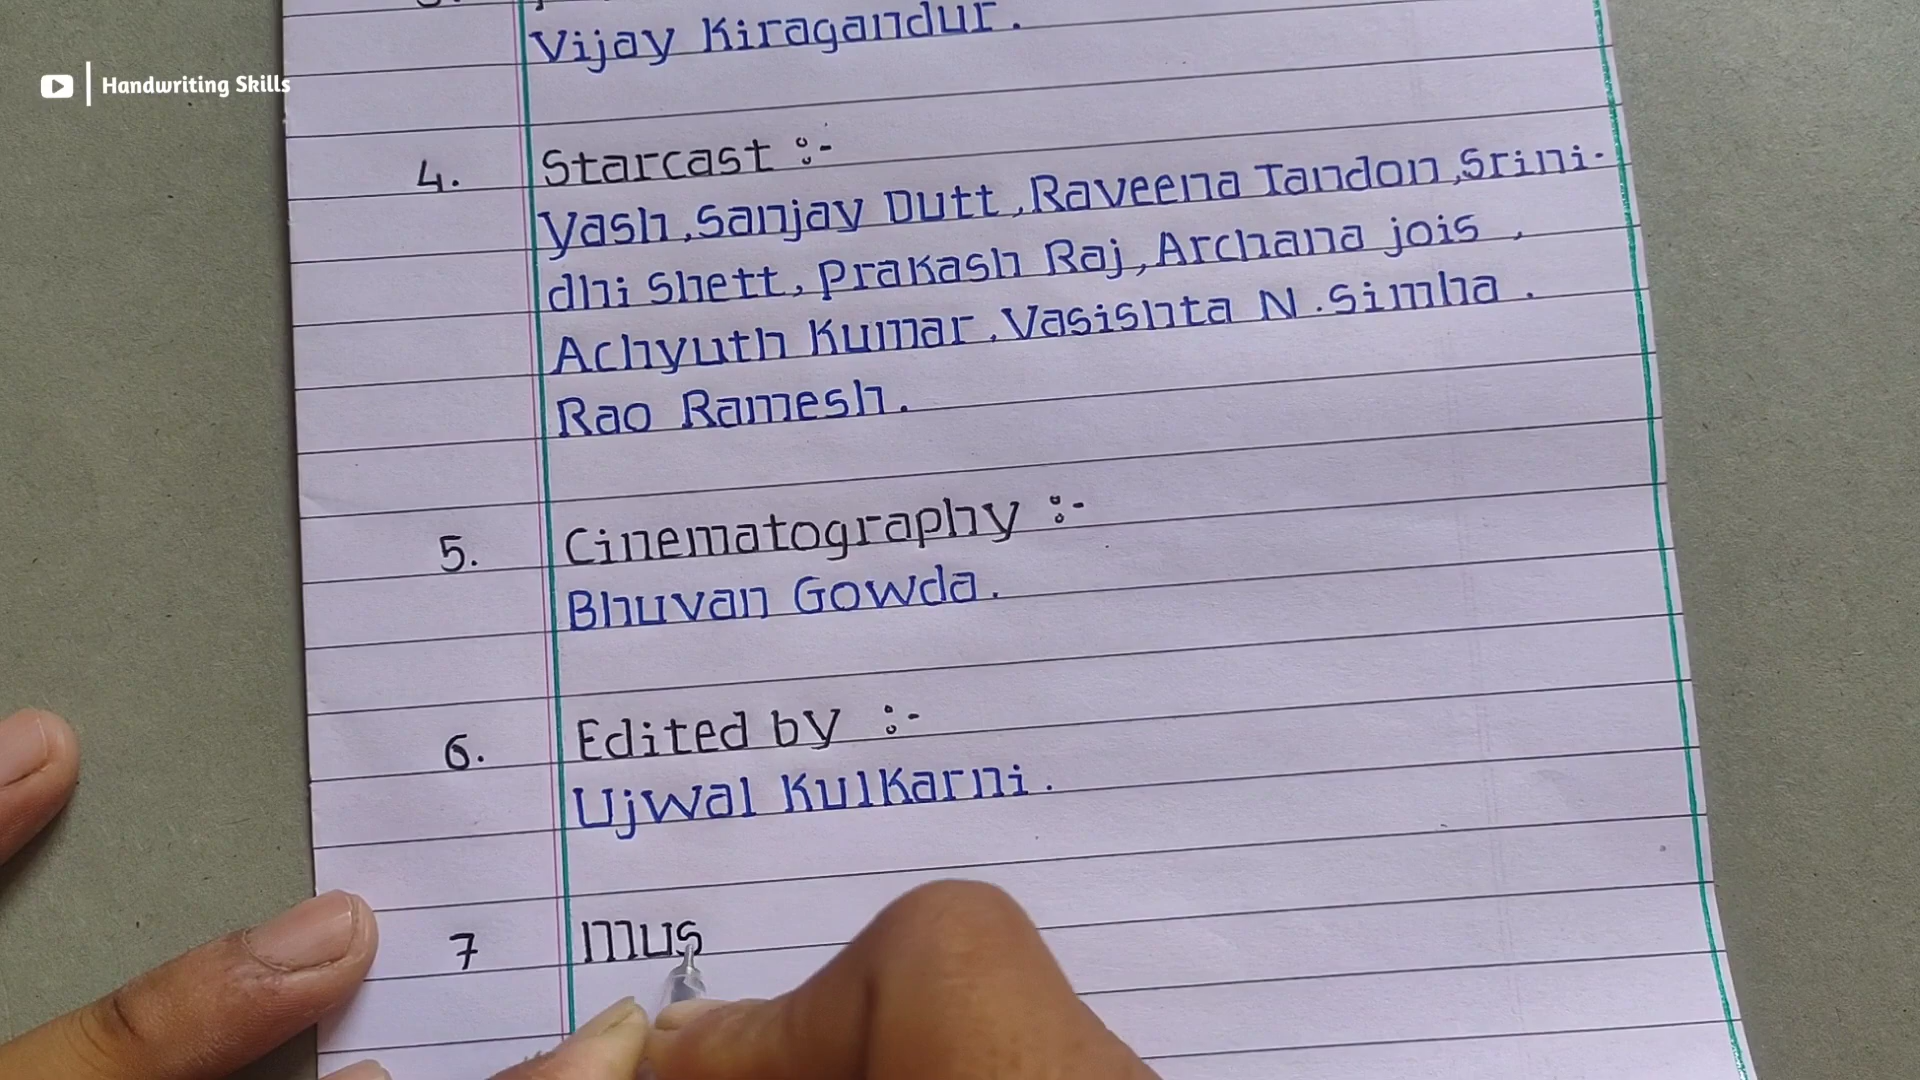 Handwriting Skills
Vijay Kiragandur.
4. Starcast :-
Yash, Sanjay Dutt, Raveena Tandon, Srini-
dhi Shett, Prakash Raj, Archana jois ,
Achyuth Kumar, Vasishta N. Simha .
Rao Ramesh.
5. Cinematography :-
Bhuvan Gowda.
6. Edited by :-
Ujwal Kulkarni.
7 Mus